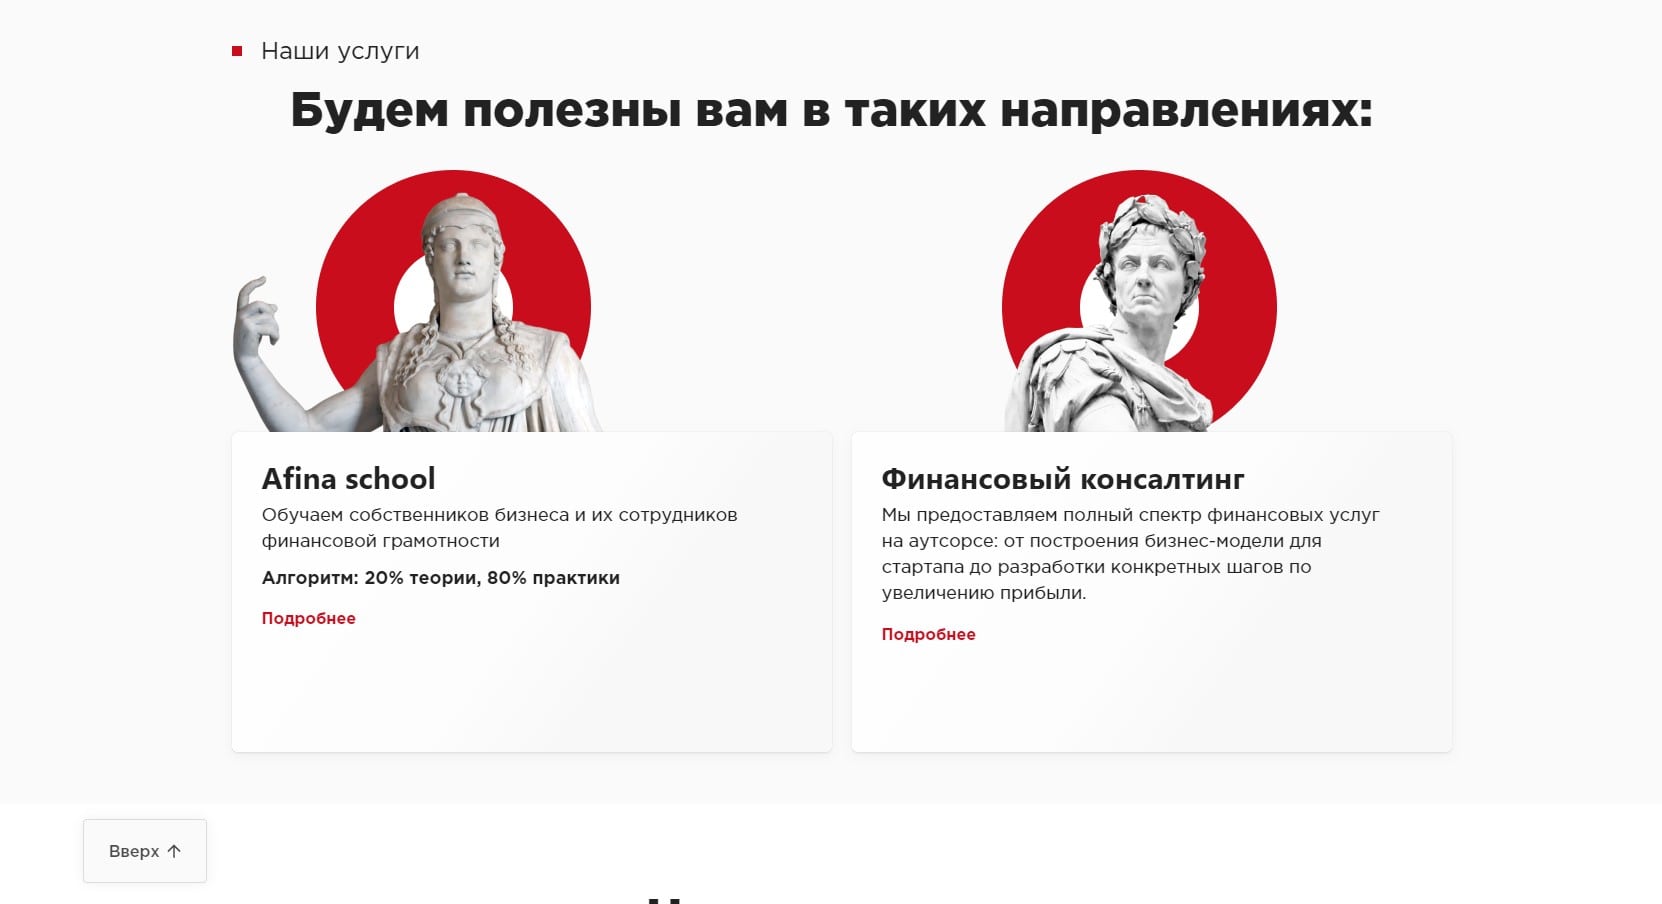 Наши услуги
Будем полезны вам в таких направлениях:
Afina school
Обучаем собственников бизнеса и их сотрудников
финансовой грамотности
Алгоритм: 20% теории, 80% практики
Подробнее
Финансовый консалтинг
Мы предоставляем полный спектр финансовых услуг
на аутсорсе: от построения бизнес-модели для
стартапа до разработки конкретных шагов по
увеличению прибыли.
Подробнее
Вверх ↑